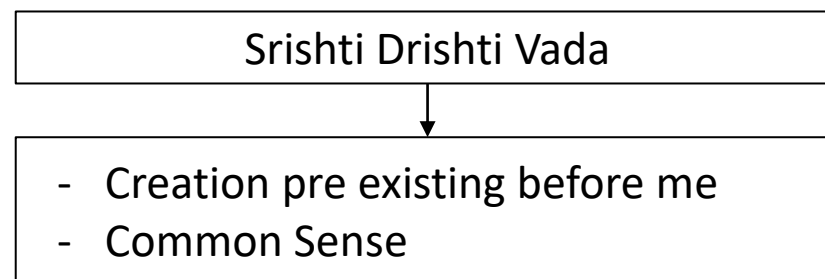 Srishti Drishti Vada
- Creation pre existing before me
- Common Sense